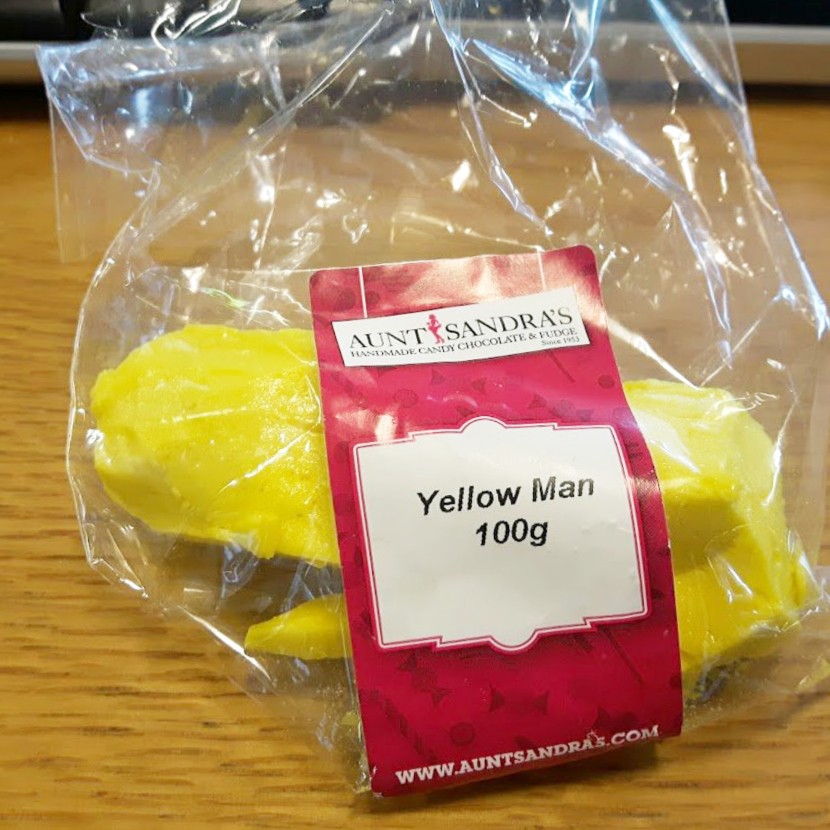 AUNT SANDRA'S
HANDMADE CANDY CHOCOLATE & FUDGE
Since 1953
Yellow Man
100g
WWW.AUNTSANDRAS.COM